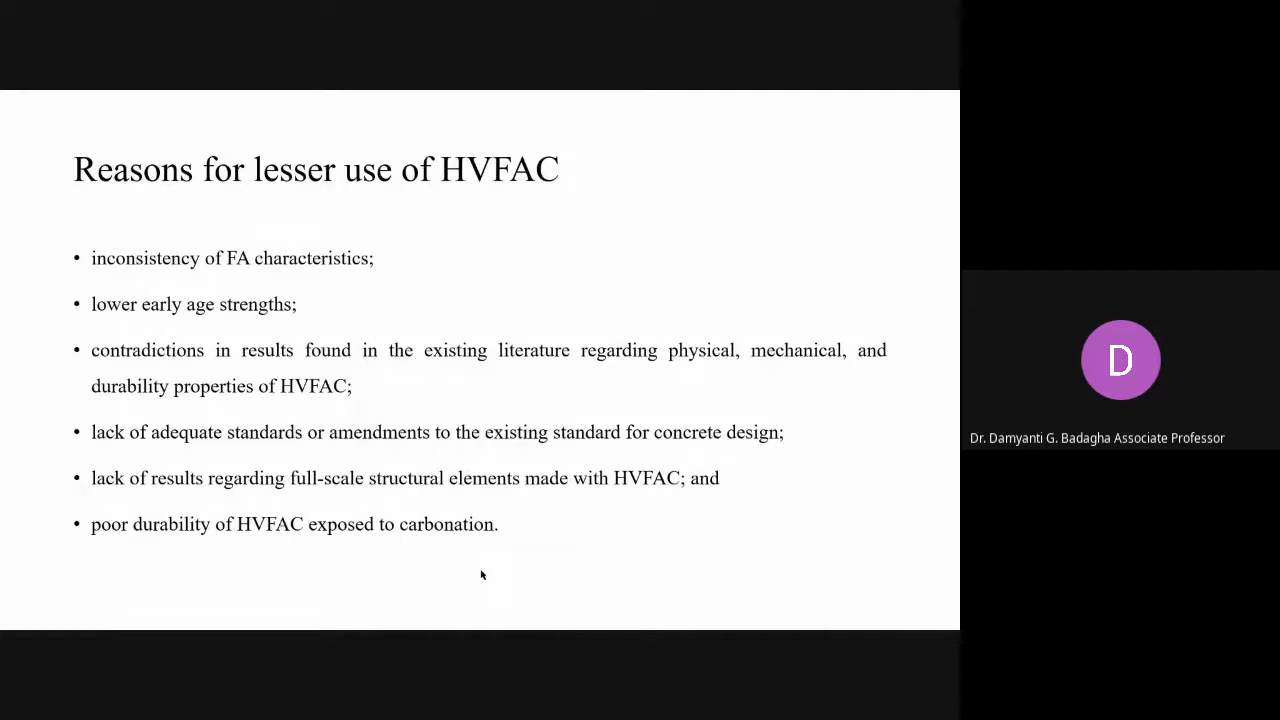 Reasons for lesser use of HVFAC
• inconsistency of FA characteristics;
• lower early age strengths;
• contradictions in results found in the existing literature regarding physical, mechanical, and
durability properties of HVFAC;
• lack of adequate standards or amendments to the existing standard for concrete design;
• lack of results regarding full-scale structural elements made with HVFAC; and
• poor durability of HVFAC exposed to carbonation.
D
Dr. Damyanti G. Badagha Associate Professor